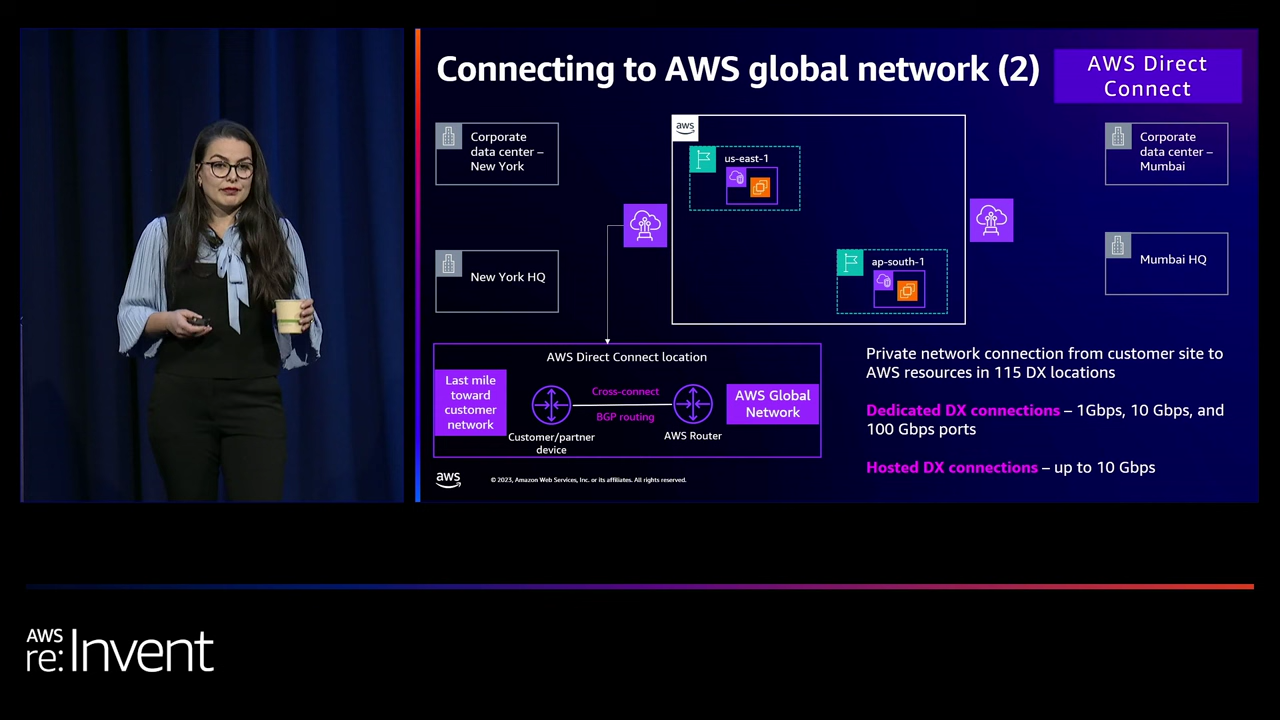 Connecting to AWS global network (2)
AWS Direct
Connect
Corporate
data center –
New York
aws
us-east-1
Corporate
data center –
Mumbai
New York HQ
ap-south-1
Mumbai HQ
AWS Direct Connect location
Last mile
toward
customer
network
Cross-connect
BGP routing
Customer/partner
device
AWS Router
AWS Global
Network
Private network connection from customer site to
AWS resources in 115 DX locations
Dedicated DX connections – 1Gbps, 10 Gbps, and
100 Gbps ports
Hosted DX connections – up to 10 Gbps
aws
© 2023, Amazon Web Services, Inc. or its affiliates. All rights reserved.
AWS
re:Invent